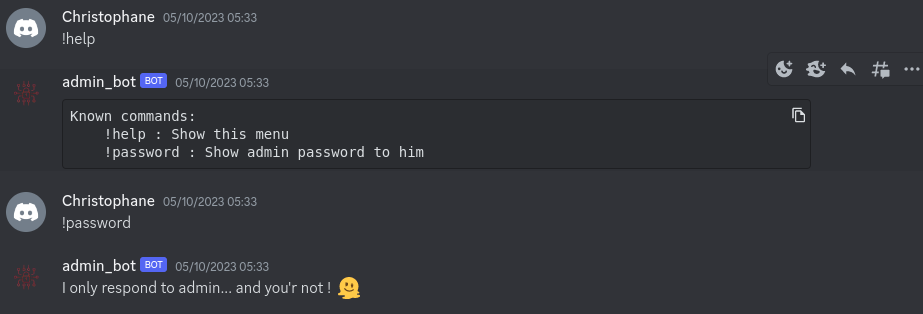 Christophane 05/10/2023 05:33
!help
admin_bot BOT 05/10/2023 05:33
Known commands:
    !help : Show this menu
    !password : Show admin password to him
Christophane 05/10/2023 05:33
!password
admin_bot BOT 05/10/2023 05:33
I only respond to admin... and you'r not !